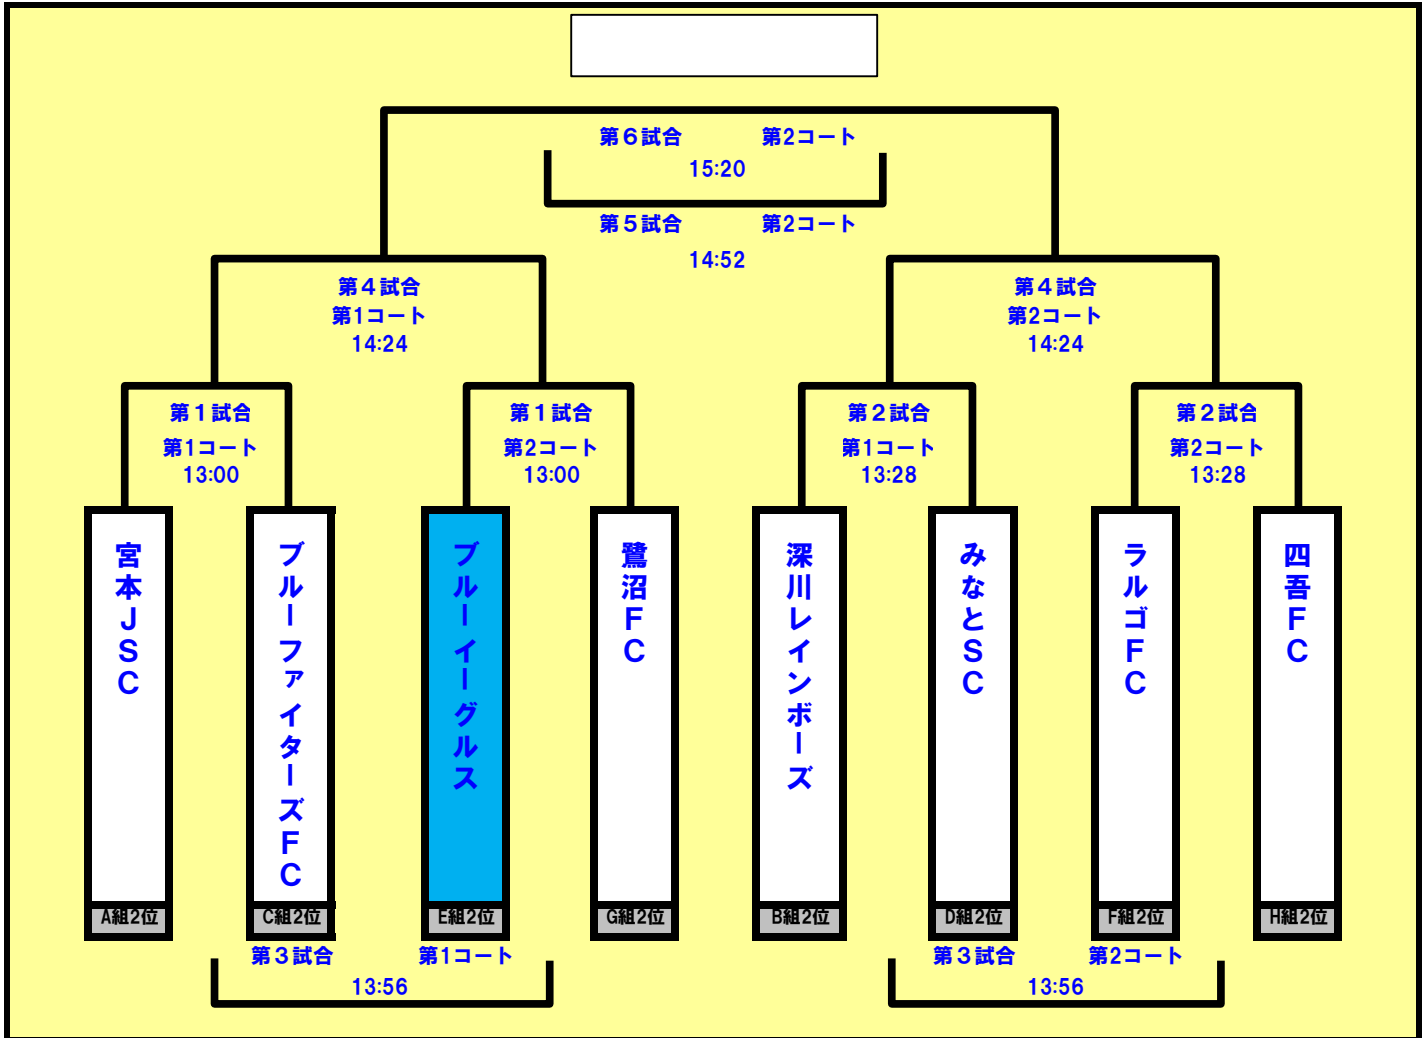 第６試合 第2コート
15:20
第５試合 第2コート
14:52
第４試合
第1コート
14:24
第４試合
第2コート
14:24
第１試合
第1コート
13:00
第１試合
第2コート
13:00
第２試合
第1コート
13:28
第２試合
第2コート
13:28
宮本ＪＳＣ
ブルーファイターズＦＣ
ブルーイーグルス
鷺沼ＦＣ
深川レインボーズ
みなとＳＣ
ラルゴＦＣ
四吾ＦＣ
A組2位
C組2位
E組2位
G組2位
B組2位
D組2位
F組2位
H組2位
第３試合 第1コート
13:56
第３試合 第2コート
13:56